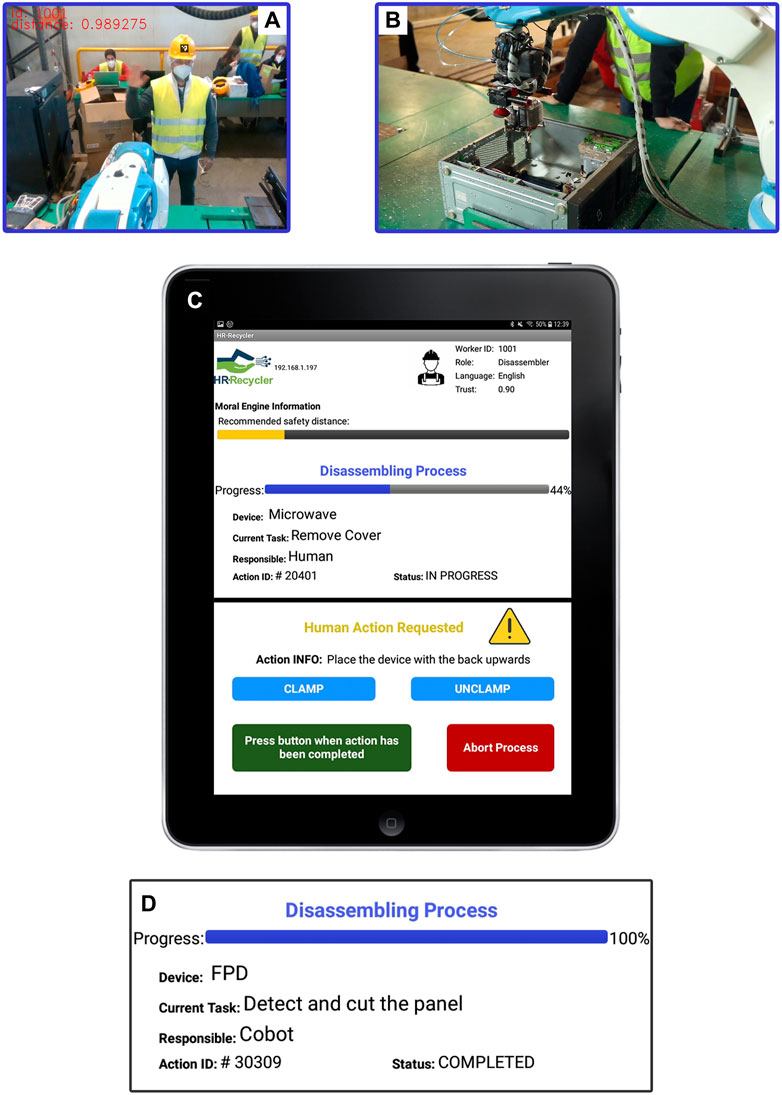 id: 1001
distance: 0.989275
A
B
C
50% 12:39
HR-Recycler
HR-Recycler
192.168.1.197
Worker ID: 1001
Role: Disassembler
Language: English
Trust: 0.90
Moral Engine Information
Recommended safety distance:
Disassembling Process
Progress: 44%
Device: Microwave
Current Task: Remove Cover
Responsible: Human
Action ID: # 20401 Status: IN PROGRESS
Human Action Requested
Action INFO: Place the device with the back upwards
CLAMP UNCLAMP
Press button when action has
been completed
Abort Process
D
Disassembling Process
Progress: 100%
Device: FPD
Current Task: Detect and cut the panel
Responsible: Cobot
Action ID: # 30309 Status: COMPLETED